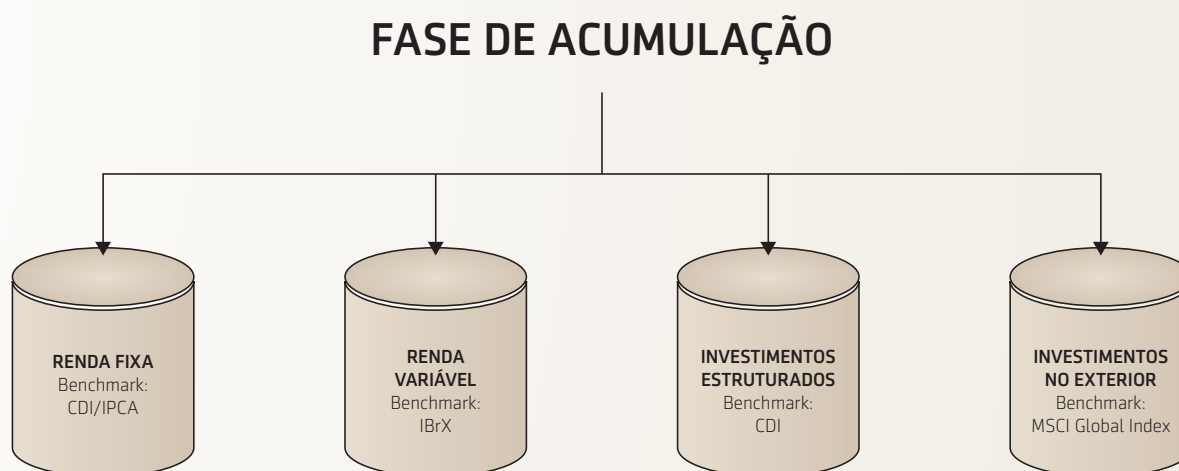 FASE DE ACUMULAÇÃO
RENDA FIXA
Benchmark:
CDI/IPCA
RENDA
VARIÁVEL
Benchmark:
IBrX
INVESTIMENTOS
ESTRUTURADOS
Benchmark:
CDI
INVESTIMENTOS
NO EXTERIOR
Benchmark:
MSCI Global Index